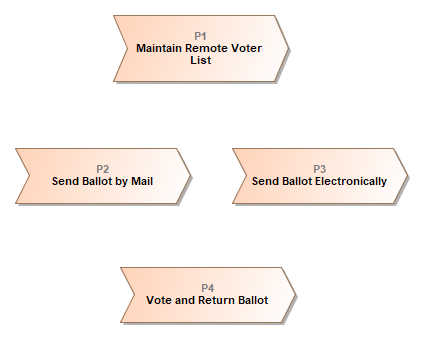 P1
Maintain Remote Voter
List
P2
Send Ballot by Mail
P3
Send Ballot Electronically
P4
Vote and Return Ballot